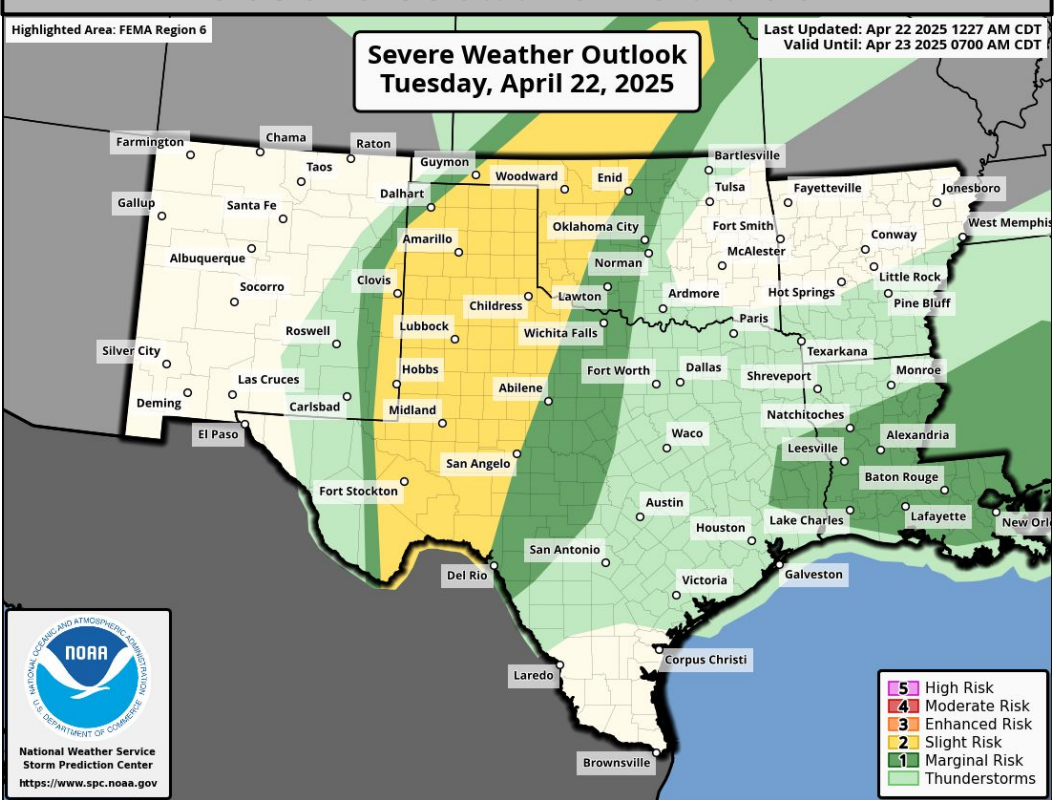 Highlighted Area: FEMA Region 6
Severe Weather Outlook
Tuesday, April 22, 2025
Last Updated: Apr 22 2025 1227 AM CDT
Valid Until: Apr 23 2025 0700 AM CDT
Farmington
Chama
Raton
Taos
Guymon
Woodward
Enid
Bartlesville
Tulsa
Fayetteville
Jonesboro
Gallup
Santa Fe
Dalhart
Oklahoma City
Fort Smith
West Memphis
Albuquerque
Amarillo
Norman
McAlester
Conway
Socorro
Clovis
Childress
Lawton
Ardmore
Hot Springs
Little Rock
Pine Bluff
Roswell
Lubbock
Wichita Falls
Paris
Texarkana
Silver City
Las Cruces
Hobbs
Fort Worth
Dallas
Shreveport
Monroe
Deming
Carlsbad
Midland
Abilene
Natchitoches
El Paso
Waco
Alexandria
San Angelo
Leesville
Fort Stockton
Baton Rouge
Austin
Houston
Lake Charles
Lafayette
New Orl
San Antonio
Del Rio
Victoria
Galveston
Laredo
Corpus Christi
Brownsville
NATIONAL OCEANIC AND ATMOSPHERIC ADMINISTRATION
NOAA
U.S. DEPARTMENT OF COMMERCE
National Weather Service
Storm Prediction Center
https://www.spc.noaa.gov
5 High Risk
4 Moderate Risk
3 Enhanced Risk
2 Slight Risk
1 Marginal Risk
Thunderstorms